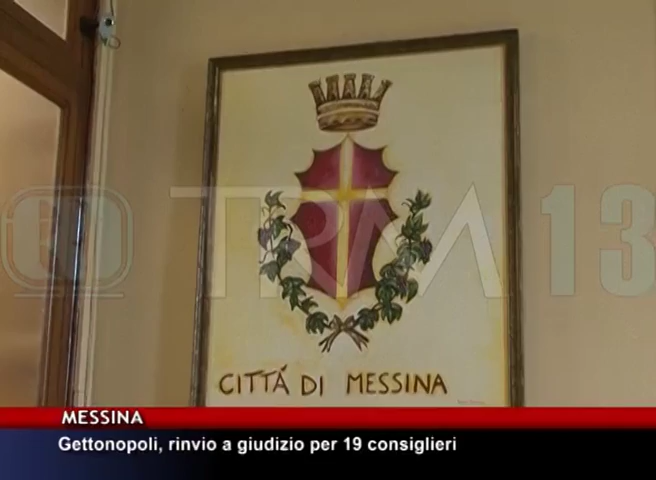 TRM 13
CITTÁ DI MESSINA
MESSINA
Gettonopoli, rinvio a giudizio per 19 consiglieri